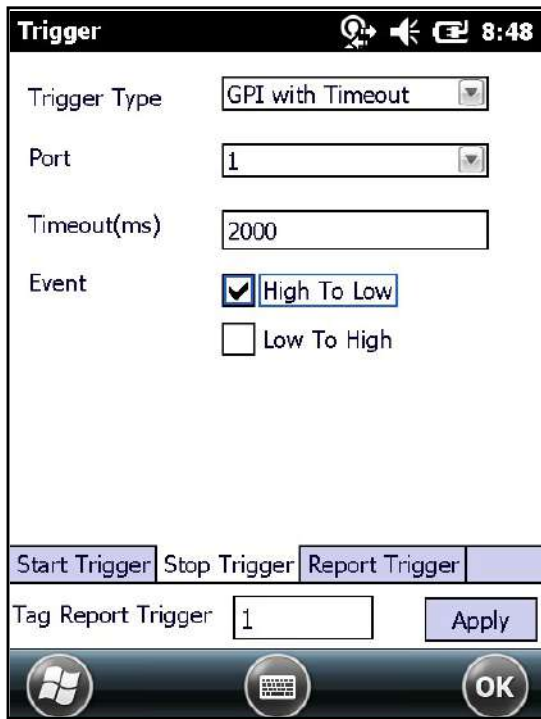 Trigger 8:48
Trigger Type GPI with Timeout
Port 1
Timeout(ms) 2000
Event High To Low
Low To High
Start Trigger Stop Trigger Report Trigger
Tag Report Trigger 1 Apply
OK